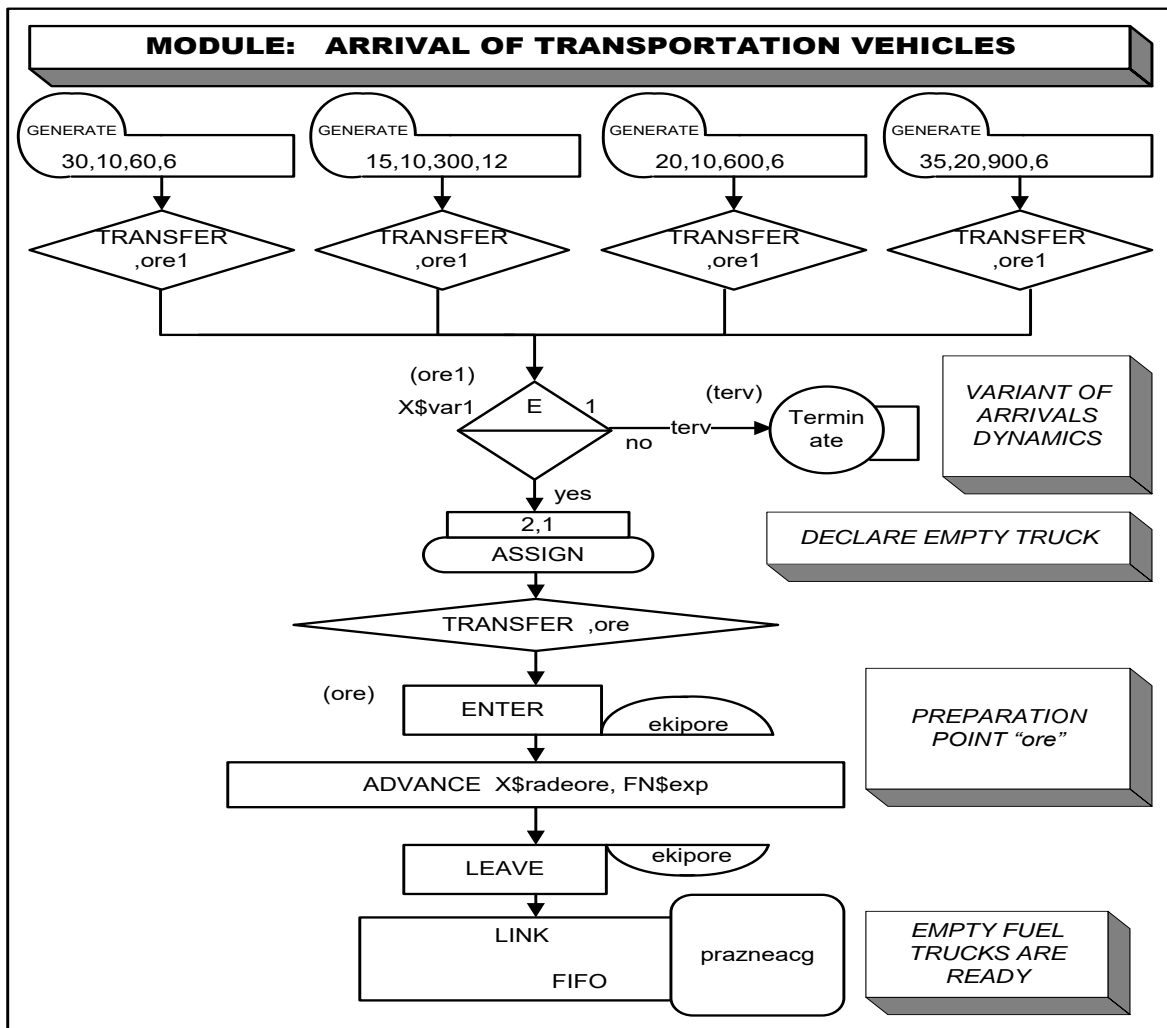 MODULE: ARRIVAL OF TRANSPORTATION VEHICLES
GENERATE
30,10,60,6
GENERATE
15,10,300,12
GENERATE
20,10,600,6
GENERATE
35,20,900,6
TRANSFER
,ore1
TRANSFER
,ore1
TRANSFER
,ore1
TRANSFER
,ore1
(ore1)
X$var1
E
1
no
terv
(terv)
Termin
ate
VARIANT OF
ARRIVALS
DYNAMICS
yes
2,1
ASSIGN
DECLARE EMPTY TRUCK
TRANSFER ,ore
(ore)
ENTER
ekipore
PREPARATION
POINT “ore”
ADVANCE X$radeore, FN$exp
LEAVE
ekipore
LINK
FIFO
prazneacg
EMPTY FUEL
TRUCKS ARE
READY